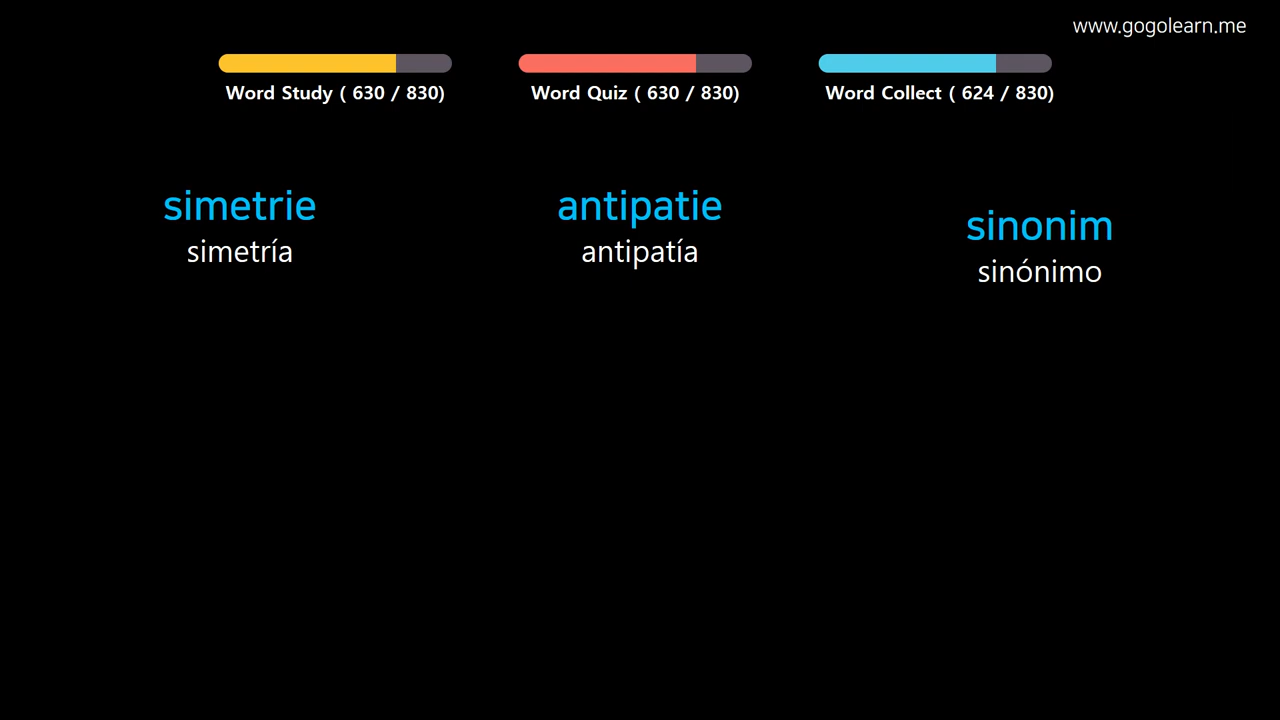 www.gogolearn.me
Word Study ( 630 / 830)
Word Quiz ( 630 / 830)
Word Collect ( 624 / 830)
simetrie
simetría
antipatie
antipatía
sinonim
sinónimo